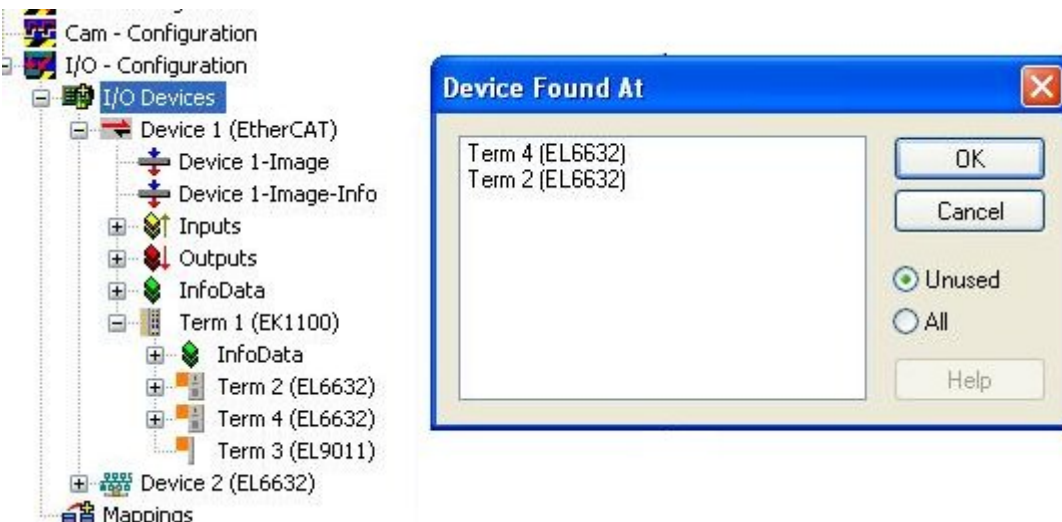 Cam - Configuration
I/O - Configuration
I/O Devices
Device 1 (EtherCAT)
Device 1-Image
Device 1-Image-Info
Inputs
Outputs
InfoData
Term 1 (EK1100)
InfoData
Term 2 (EL6632)
Term 4 (EL6632)
Term 3 (EL9011)
Device 2 (EL6632)
Mappings
Device Found At
Term 4 (EL6632)
Term 2 (EL6632)
OK
Cancel
Unused
All
Help